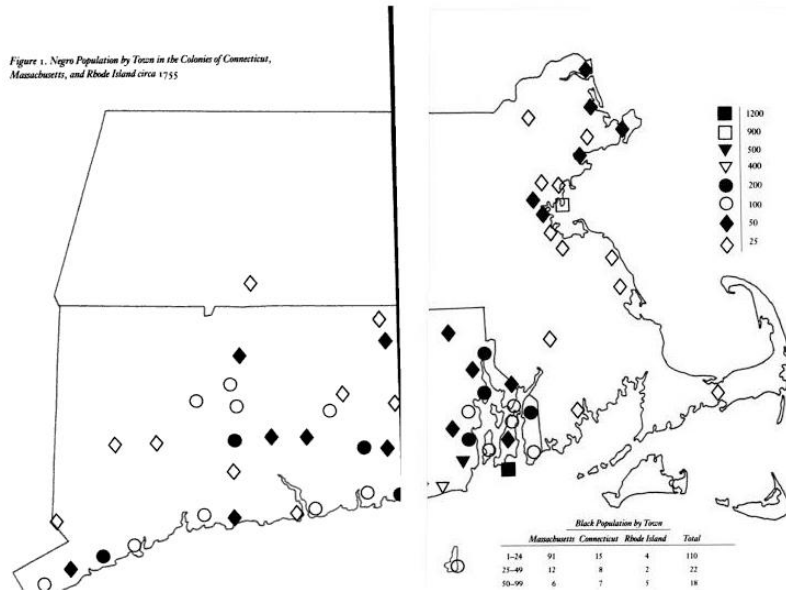 Figure 1. Negro Population by Town in the Colonies of Connecticut,
Massachusetts, and Rhode Island circa 1755
1200
900
500
400
200
100
50
25
Black Population by Town
Massachusetts Connecticut Rhode Island Total
1–24 91 15 4 110
25–49 12 8 2 22
50–99 6 7 5 18